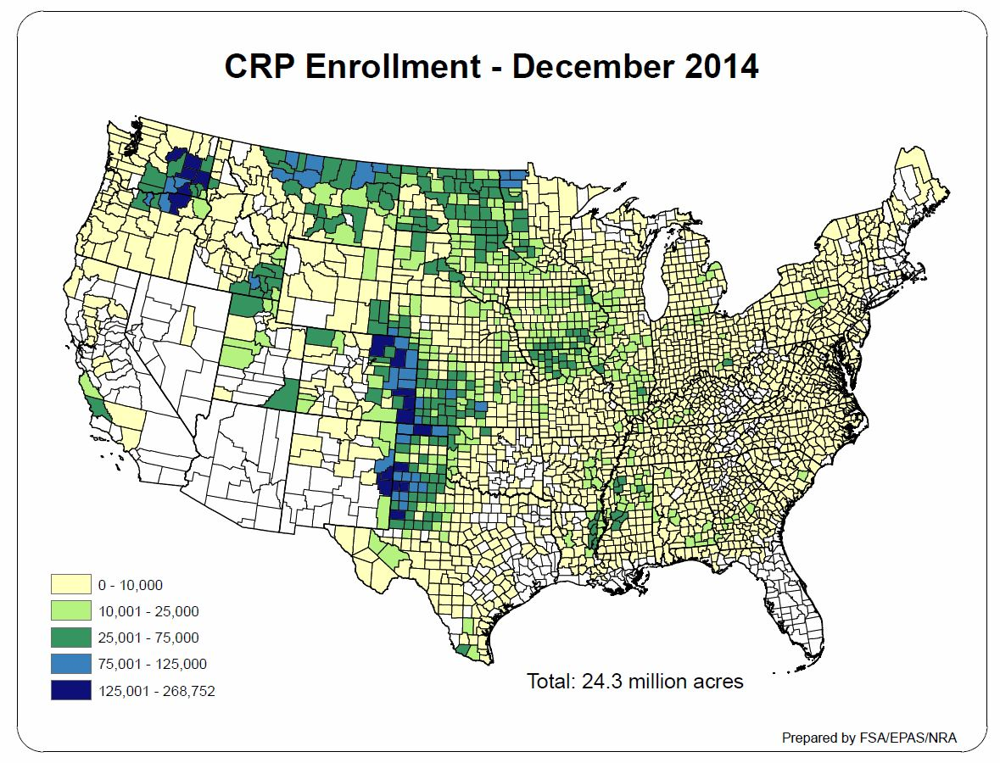 CRP Enrollment - December 2014
0 - 10,000
10,001 - 25,000
25,001 - 75,000
75,001 - 125,000
125,001 - 268,752
Total: 24.3 million acres
Prepared by FSA/EPAS/NRA